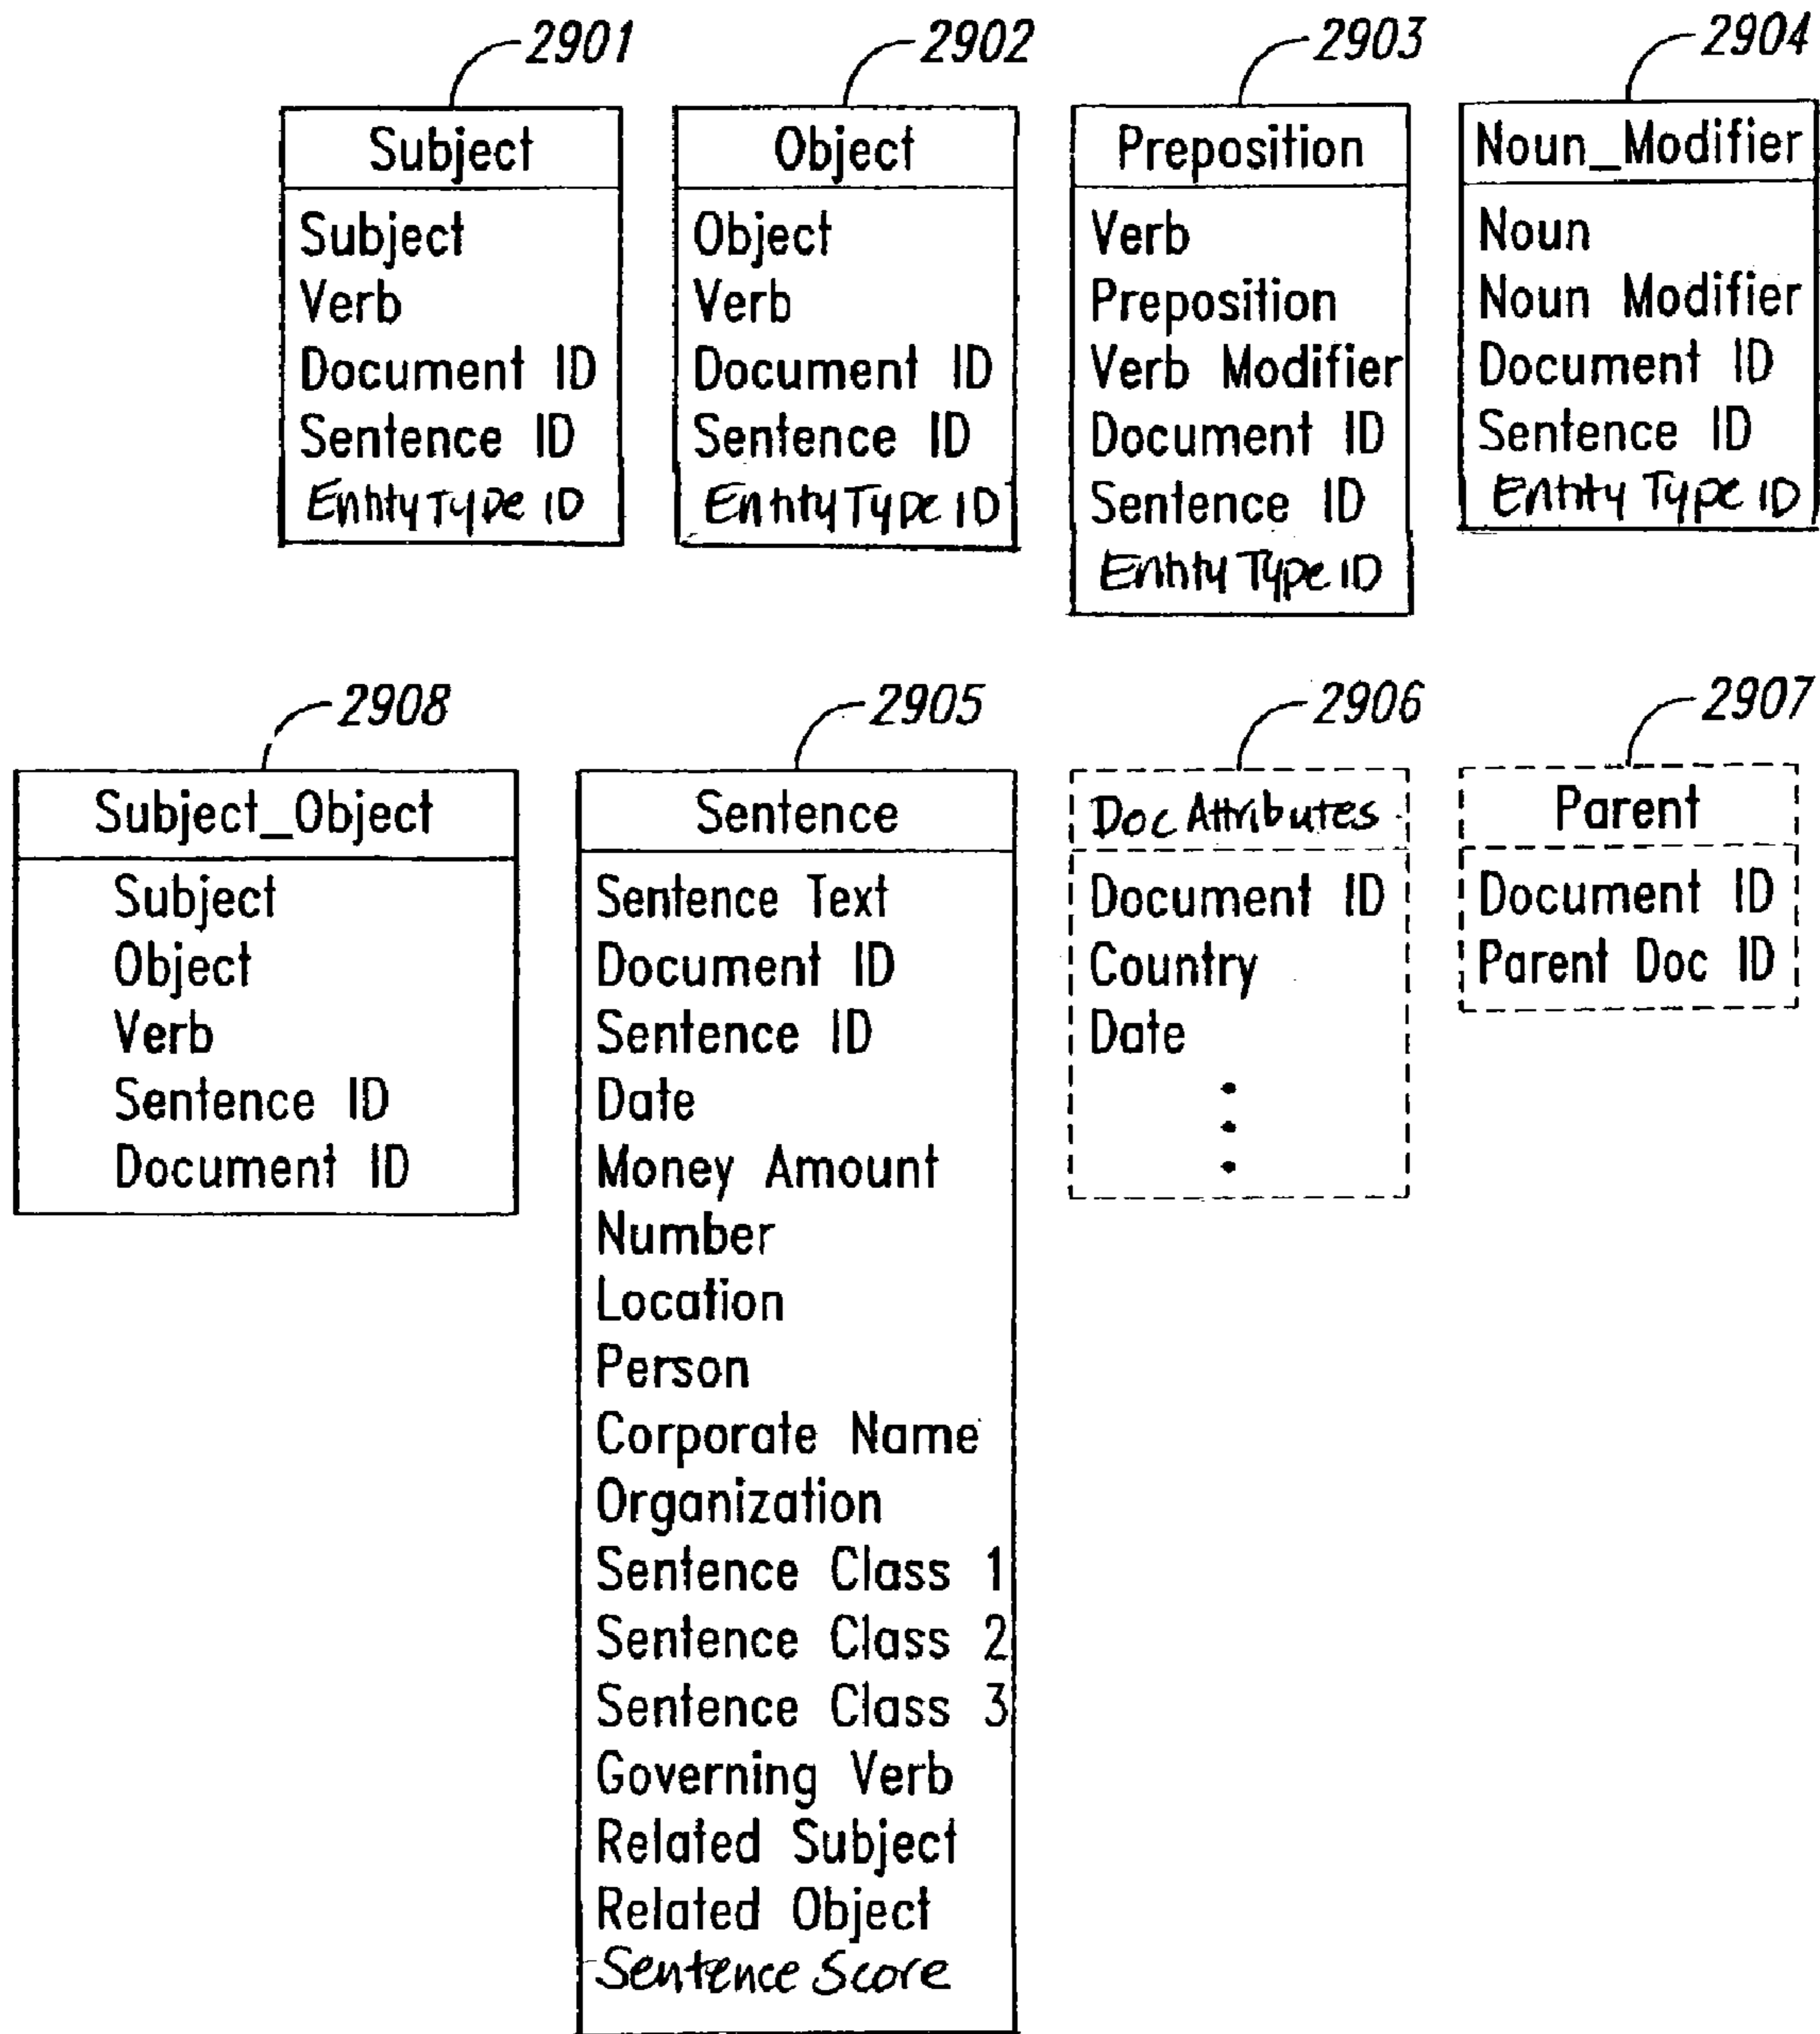 2901
Subject
Subject
Verb
Document ID
Sentence ID
Entity Type ID
2902
Object
Object
Verb
Document ID
Sentence ID
Entity Type ID
2903
Preposition
Verb
Preposition
Verb Modifier
Document ID
Sentence ID
Entity Type ID
2904
Noun_Modifier
Noun
Noun Modifier
Document ID
Sentence ID
Entity Type ID
2908
Subject_Object
Subject
Object
Verb
Sentence ID
Document ID
2905
Sentence
Sentence Text
Document ID
Sentence ID
Date
Money Amount
Number
Location
Person
Corporate Name
Organization
Sentence Class 1
Sentence Class 2
Sentence Class 3
Governing Verb
Related Subject
Related Object
Sentence Score
2906
Doc Attributes
Document ID
Country
Date
2907
Parent
Document ID
Parent Doc ID